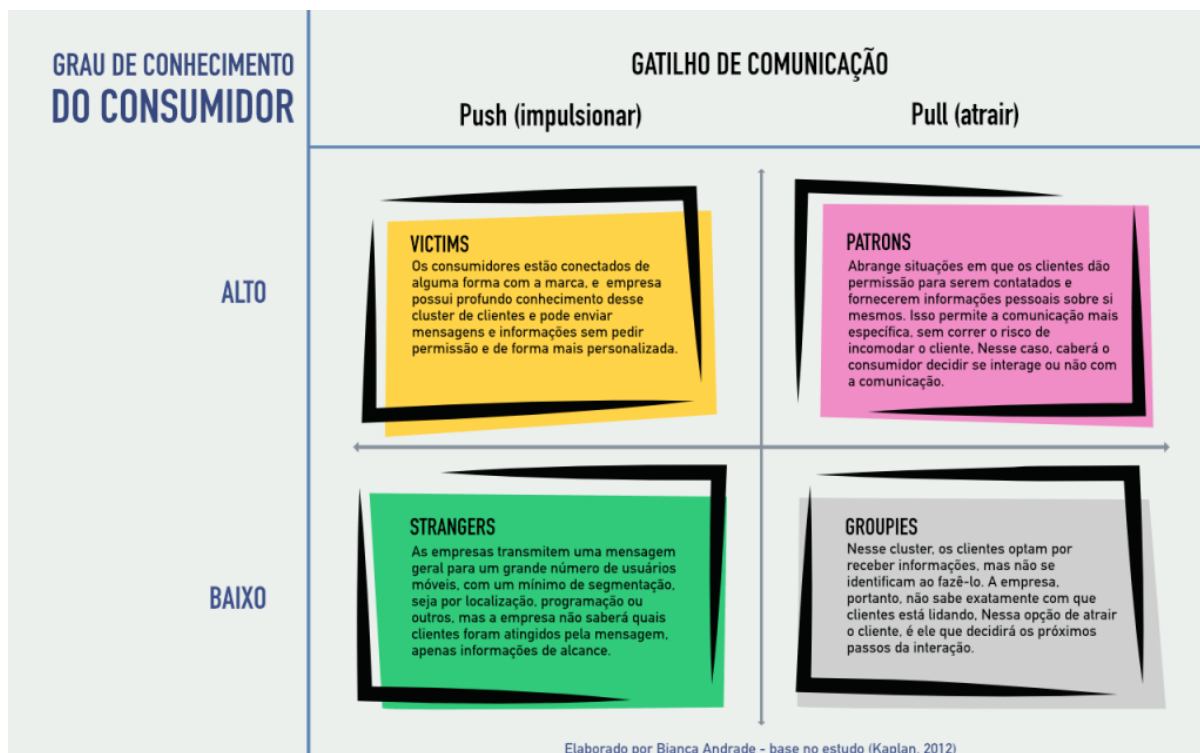 GRAU DE CONHECIMENTO
DO CONSUMIDOR
GATILHO DE COMUNICAÇÃO
Push (impulsionar)
Pull (atrair)
ALTO
VICTIMS
Os consumidores estão conectados de
alguma forma com a marca, e empresa
possui profundo conhecimento desse
cluster de clientes e pode enviar
mensagens e informações sem pedir
permissão e de forma mais personalizada.
PATRONS
Abrange situações em que os clientes dão
permissão para serem contatados e
fornecerem informações pessoais sobre si
mesmos. Isso permite a comunicação mais
específica, sem correr o risco de
incomodar o cliente, Nesse caso, caberá o
consumidor decidir se interage ou não com
a comunicação.
BAIXO
STRANGERS
As empresas transmitem uma mensagem
geral para um grande número de usuários
móveis, com um mínimo de segmentação,
seja por localização, programação ou
outros, mas a empresa não saberá quais
clientes foram atingidos pela mensagem,
apenas informações de alcance.
GROUPIES
Nesse cluster, os clientes optam por
receber informações, mas não se
identificam ao fazê-lo. A empresa,
portanto, não sabe exatamente com que
clientes está lidando, Nessa opção de atrair
o cliente, é ele que decidirá os próximos
passos da interação.
Elaborado por Bianca Andrade - base no estudo (Kaplan, 2012)